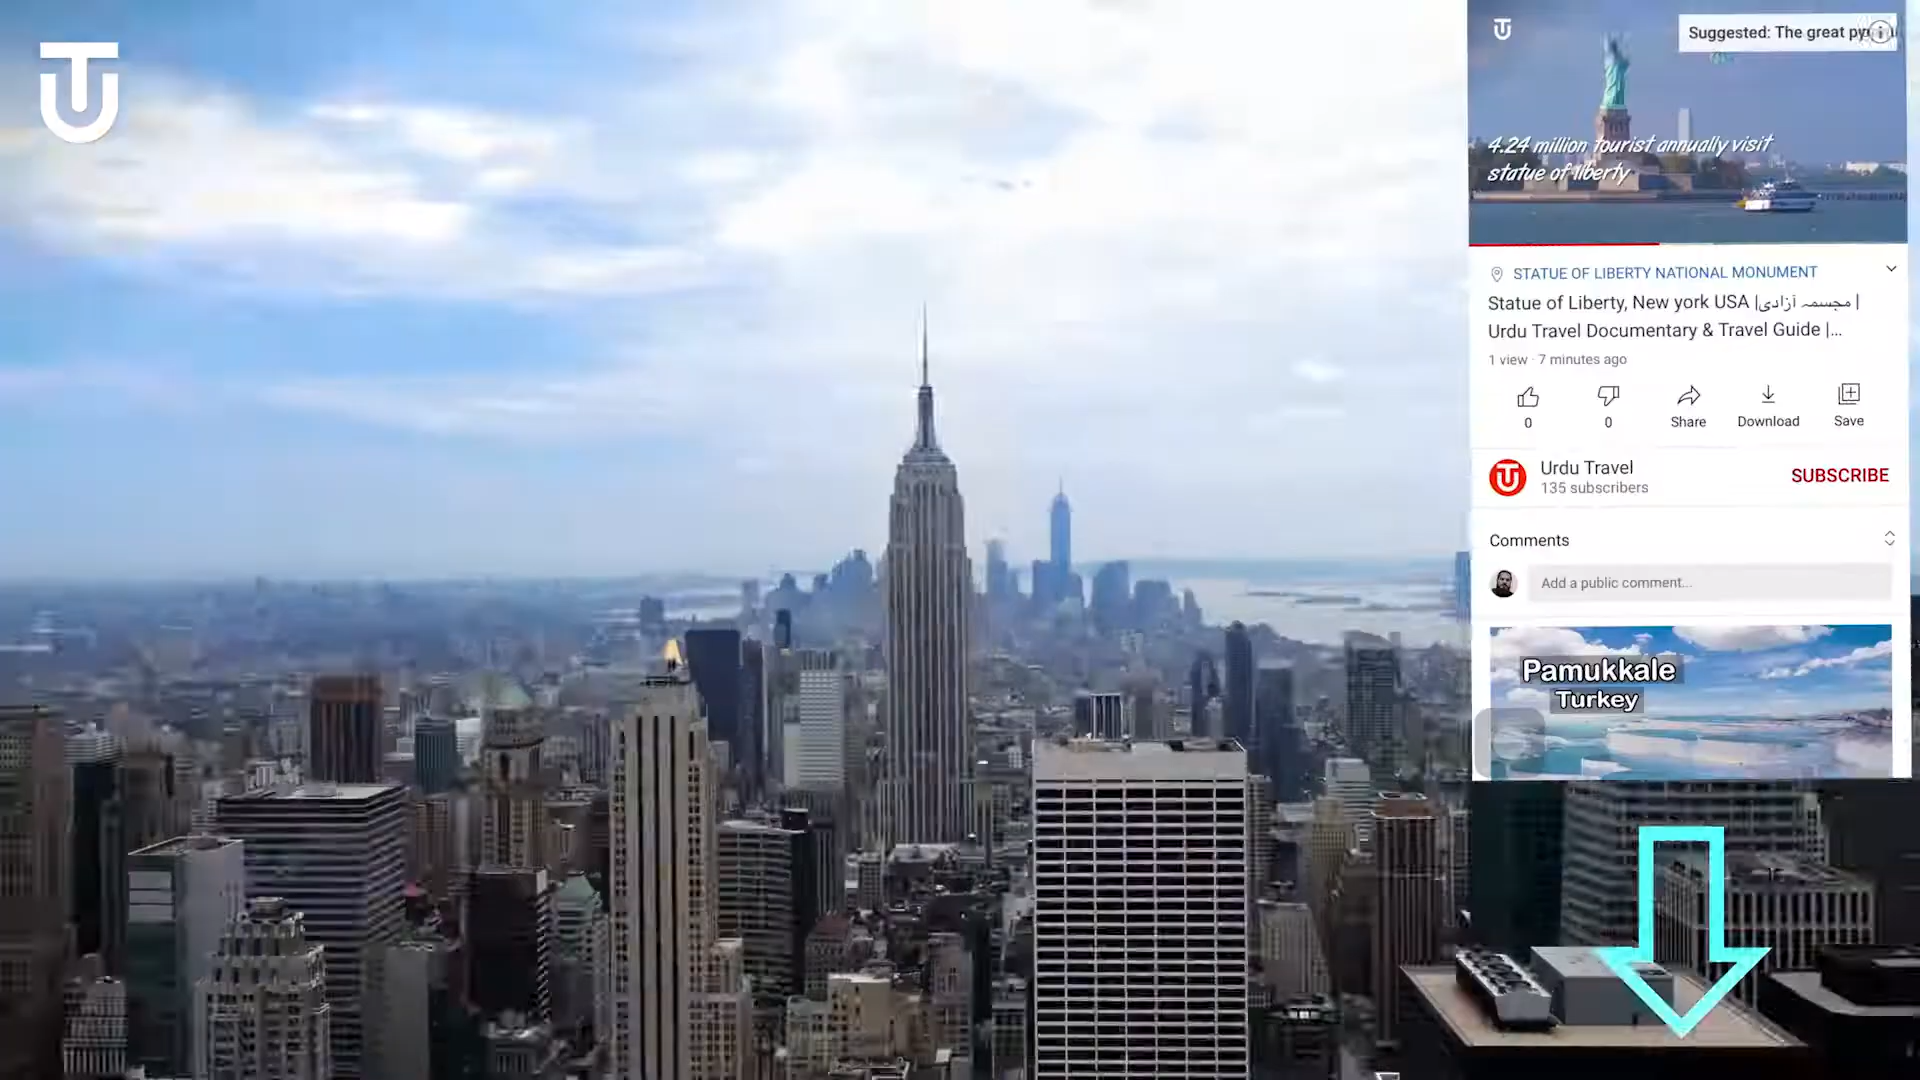 Suggested: The great py
4.24 million tourist annually visit
statue of liberty
STATUE OF LIBERTY NATIONAL MONUMENT
Statue of Liberty, New york USA |مجسمہ آزادی |
Urdu Travel Documentary & Travel Guide |...
1 view · 7 minutes ago
0
0
Share
Download
Save
Urdu Travel
135 subscribers
SUBSCRIBE
Comments
Add a public comment...
Pamukkale
Turkey